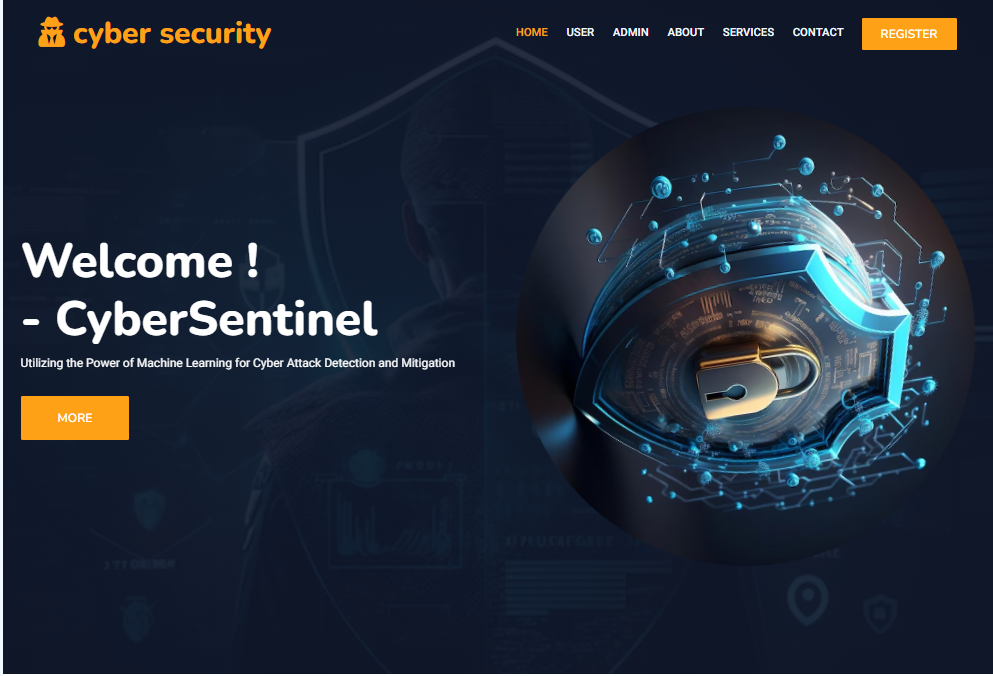 cyber security
HOME USER ADMIN ABOUT SERVICES CONTACT REGISTER
Welcome !
- CyberSentinel
Utilizing the Power of Machine Learning for Cyber Attack Detection and Mitigation
MORE